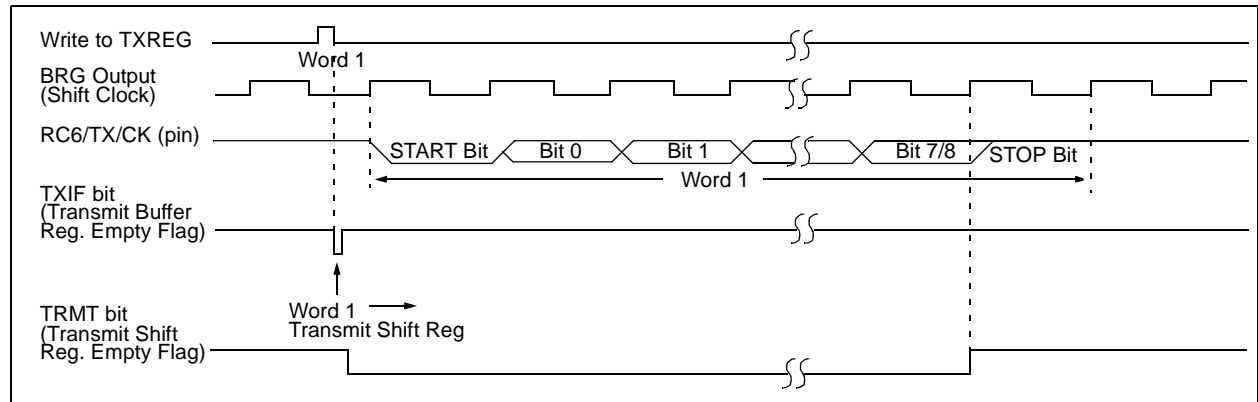 Write to TXREG
Word 1
BRG Output
(Shift Clock)
RC6/TX/CK (pin)
START Bit
Bit 0
Bit 1
Bit 7/8
STOP Bit
Word 1
TXIF bit
(Transmit Buffer
Reg. Empty Flag)
Word 1
Transmit Shift Reg
TRMT bit
(Transmit Shift
Reg. Empty Flag)